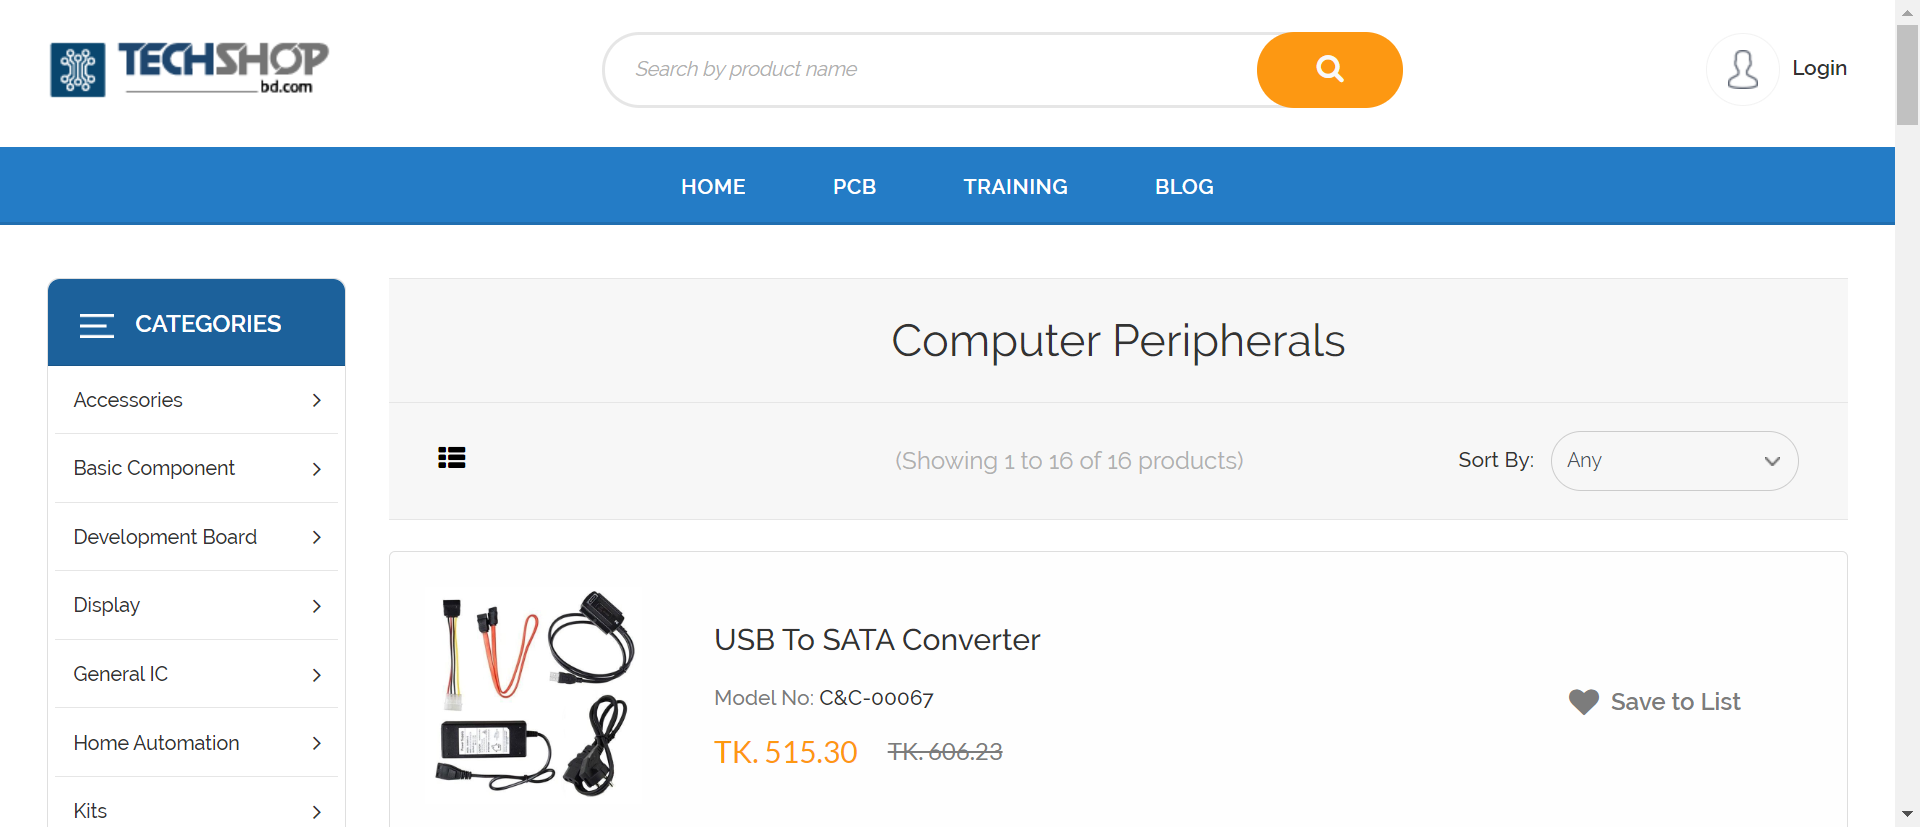 TECHSHOP
bd.com
Search by product name
Login
HOME PCB TRAINING BLOG
CATEGORIES
Accessories
Basic Component
Development Board
Display
General IC
Home Automation
Kits
Computer Peripherals
(Showing 1 to 16 of 16 products)
Sort By: Any
USB To SATA Converter
Model No: C&C-00067
TK. 515.30 TK. 606.23
Save to List